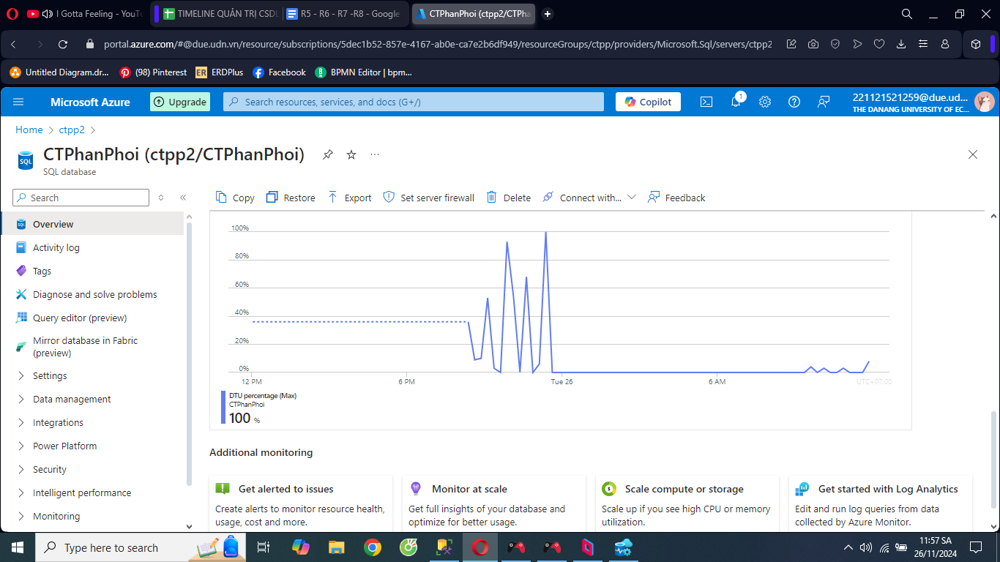 I Gotta Feeling - YouTu
TIMELINE QUẢN TRỊ CSDL
R5 - R6 - R7 -R8 - Google
CTPhanPhoi (ctpp2/CTPha
portal.azure.com/#@due.udn.vn/resource/subscriptions/5dec1b52-857e-4167-ab0e-ca7e2b6df949/resourceGroups/ctpp/providers/Microsoft.Sql/servers/ctpp2
Untitled Diagram.dr...
(98) Pinterest
ER
ERDPlus
Facebook
BPMN Editor | bpm...
Microsoft Azure
Upgrade
Search resources, services, and docs (G+/)
Copilot
1
221121521259@due.ud...
THE DANANG UNIVERSITY OF EC...
Home > ctpp2 >
SQL
CTPhanPhoi (ctpp2/CTPhanPhoi)
SQL database
Search
Copy
Restore
Export
Set server firewall
Delete
Connect with...
Feedback
Overview
Activity log
Tags
Diagnose and solve problems
Query editor (preview)
Mirror database in Fabric
(preview)
Settings
Data management
Integrations
Power Platform
Security
Intelligent performance
Monitoring
100%
80%
60%
40%
20%
0%
12 PM
6 PM
Tue 26
6 AM
UTC+07:00
DTU percentage (Max)
CTPhanPhoi
100 %
Additional monitoring
Get alerted to issues
Create alerts to monitor resource health,
usage, cost and more.
Monitor at scale
Get full insights of your database and
optimize for better usage.
Scale compute or storage
Scale up if you see high CPU or memory
utilization.
Get started with Log Analytics
Edit and run log queries from data
collected by Azure Monitor.
Type here to search
11:57 SA
26/11/2024